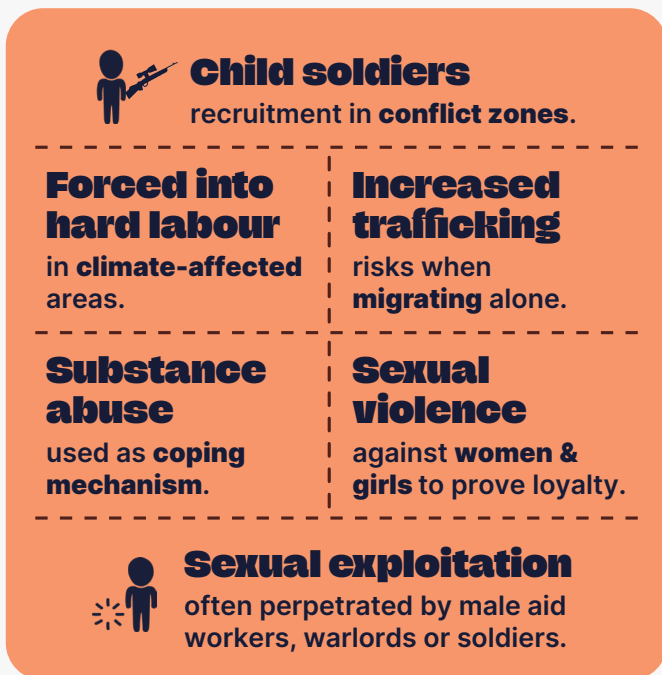 Child soldiers
recruitment in conflict zones.
Forced into
hard labour
in climate-affected
areas.
Increased
trafficking
risks when
migrating alone.
Substance
abuse
used as coping
mechanism.
Sexual
violence
against women &
girls to prove loyalty.
Sexual exploitation
often perpetrated by male aid
workers, warlords or soldiers.